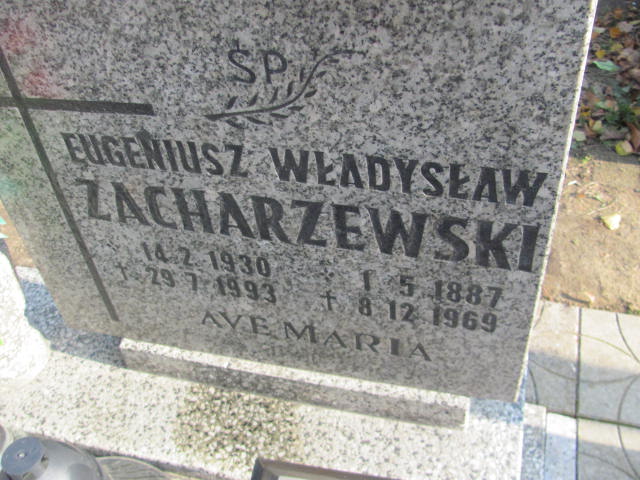 SP
EUGENIUSZ WŁADYSŁAW
ZACHARZEWSKI
* 14 2 1930 * 1 5 1887
† 29 7 1993 † 8 12 1969
AVE MARIA